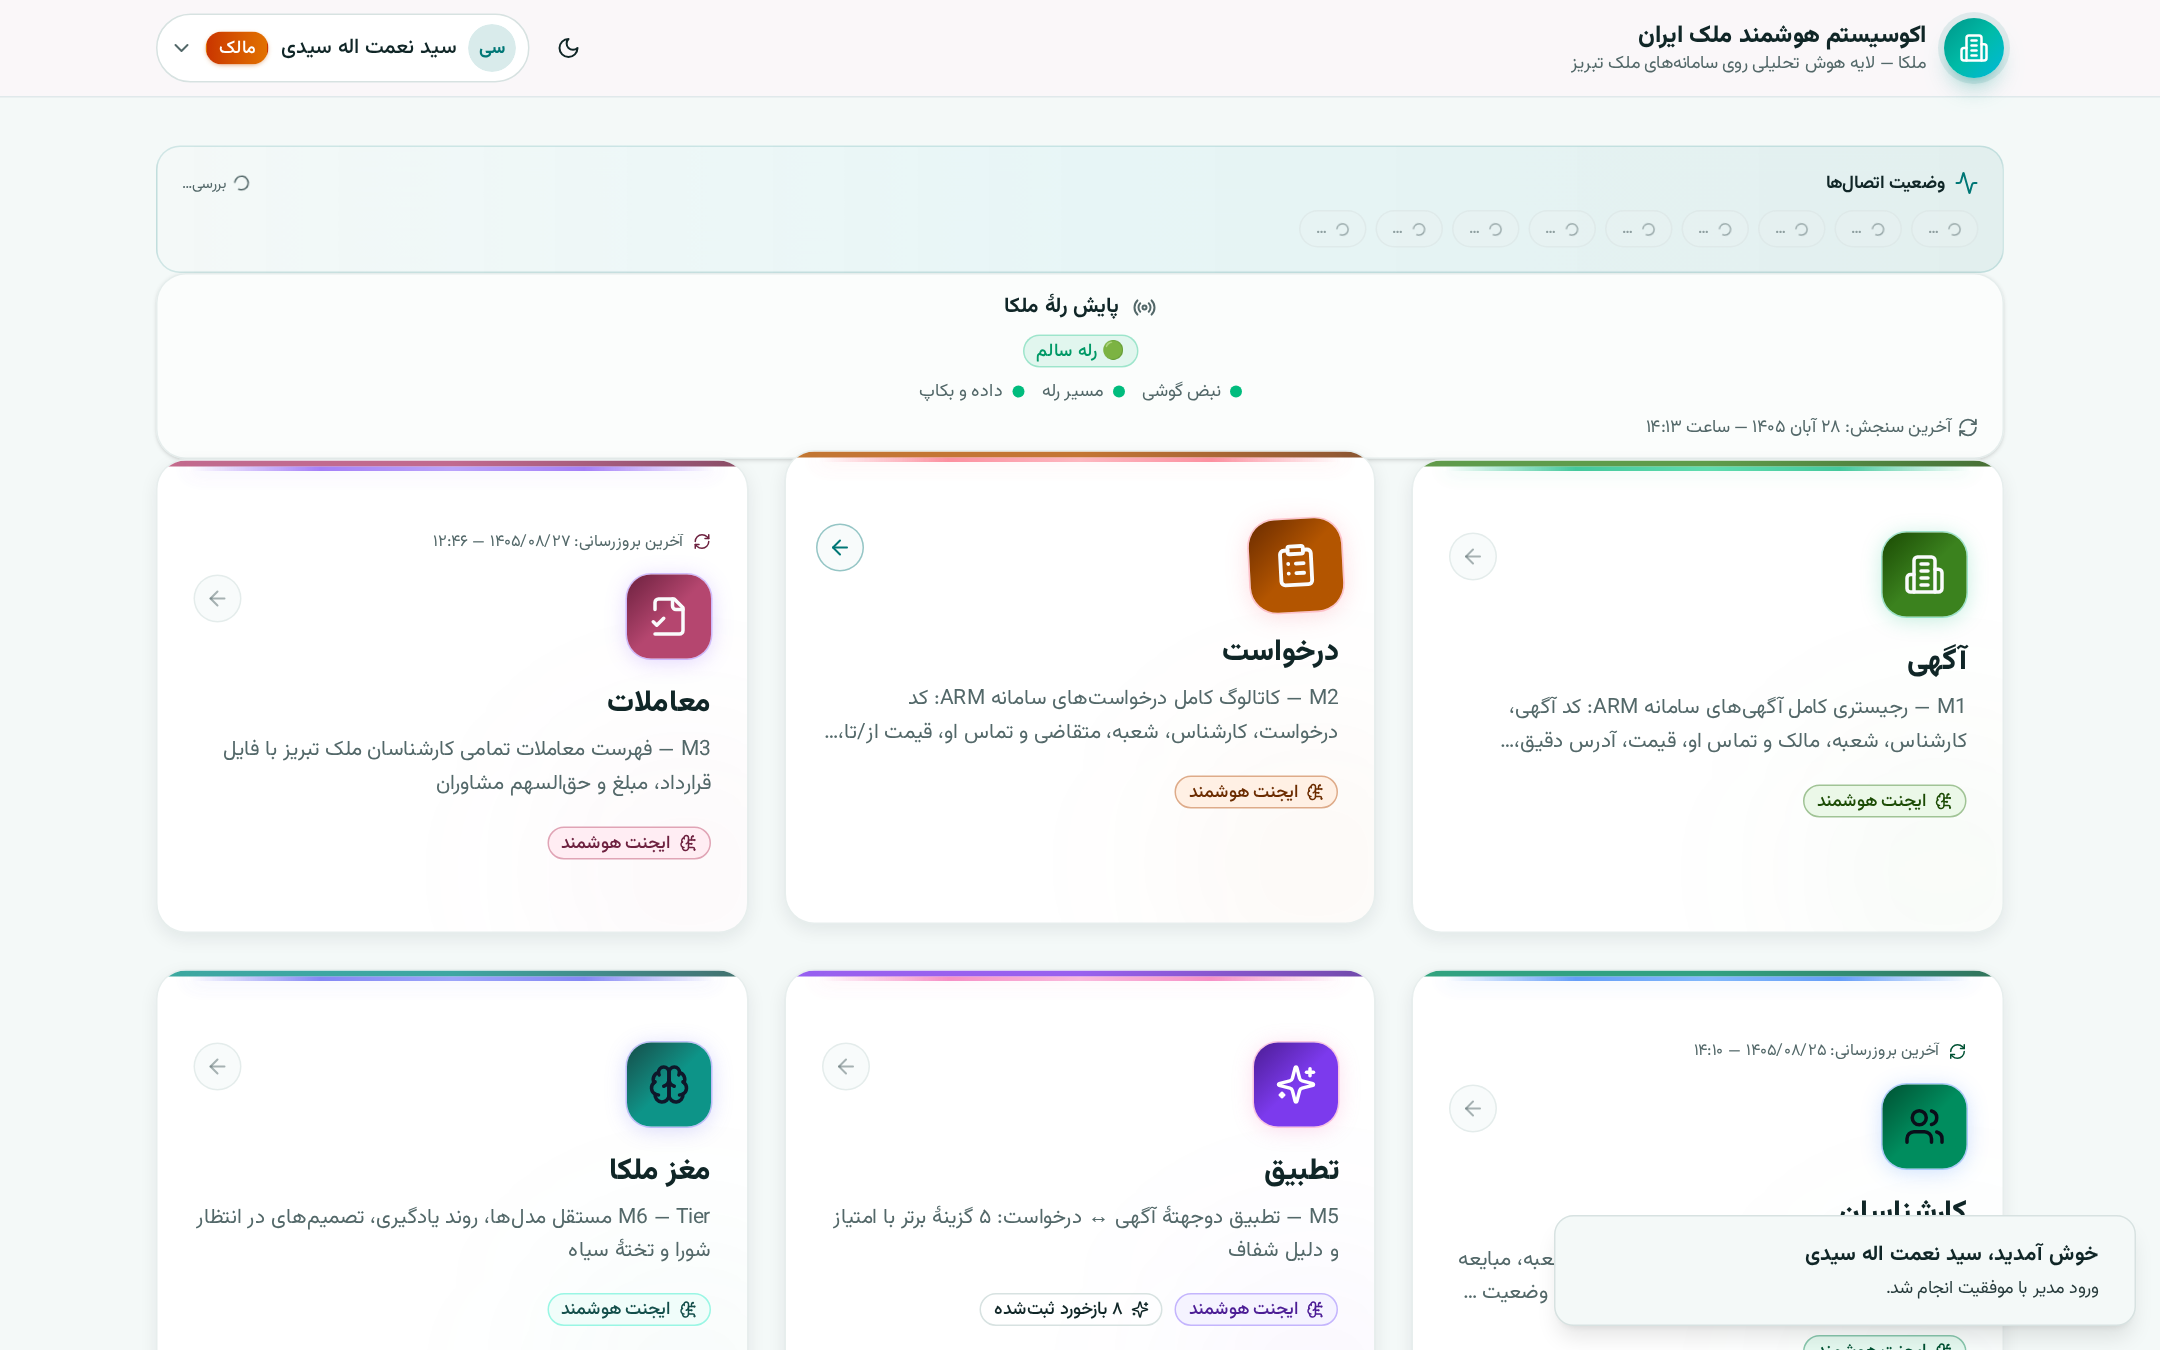 اکوسیستم هوشمند ملک ایران
ملکا — لایه هوش تحلیلی روی سامانه‌های ملک تبریز
سی
سید نعمت اله سیدی
مالک
وضعیت اتصال‌ها
بررسی...
...
...
...
...
...
...
...
...
...
پایش رلهٔ ملکا
رله سالم
نبض گوشی
مسیر رله
داده و بکاپ
آخرین سنجش: ۲۸ آبان ۱۴۰۵ — ساعت ۱۴:۱۳
آگهی
M1 — رجیستری کامل آگهی‌های سامانه ARM: کد آگهی،
کارشناس، شعبه، مالک و تماس او، قیمت، آدرس دقیق،...
ایجنت هوشمند
درخواست
M2 — کاتالوگ کامل درخواست‌های سامانه ARM: کد
درخواست، کارشناس، شعبه، متقاضی و تماس او، قیمت از/تا،...
ایجنت هوشمند
آخرین بروزرسانی: ۱۴۰۵/۰۸/۲۷ — ۱۲:۴۶
معاملات
M3 — فهرست معاملات تمامی کارشناسان ملک تبریز با فایل
قرارداد، مبلغ و حق‌السهم مشاوران
ایجنت هوشمند
آخرین بروزرسانی: ۱۴۰۵/۰۸/۲۵ — ۱۴:۱۰
کارشناسان
مبایعه
وضعیت ...
ایجنت هوشمند
تطبیق
M5 — تطبیق دوجهتهٔ آگهی ↔ درخواست: ۵ گزینهٔ برتر با امتیاز
و دلیل شفاف
ایجنت هوشمند
۸ بازخورد ثبت‌شده
مغز ملکا
M6 — Tier مستقل مدل‌ها، روند یادگیری، تصمیم‌های در انتظار
شورا و تختهٔ سیاه
ایجنت هوشمند
خوش آمدید، سید نعمت اله سیدی
ورود مدیر با موفقیت انجام شد.